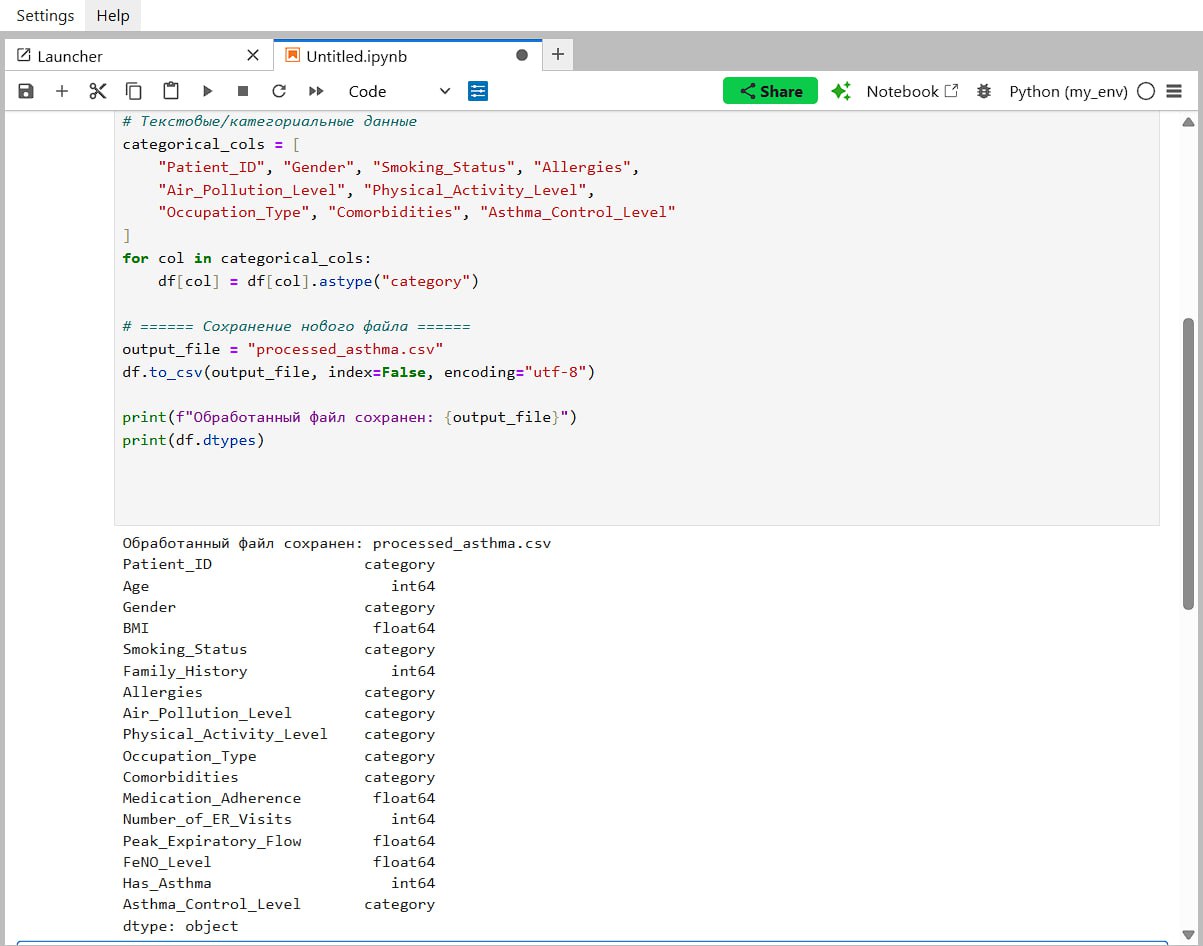 Settings Help
Launcher Untitled.ipynb
Code Share Notebook Python (my_env)
# Текстовые/категориальные данные
categorical_cols = [
    "Patient_ID", "Gender", "Smoking_Status", "Allergies",
    "Air_Pollution_Level", "Physical_Activity_Level",
    "Occupation_Type", "Comorbidities", "Asthma_Control_Level"
]
for col in categorical_cols:
    df[col] = df[col].astype("category")
# ====== Сохранение нового файла ======
output_file = "processed_asthma.csv"
df.to_csv(output_file, index=False, encoding="utf-8")
print(f"Обработанный файл сохранен: {output_file}")
print(df.dtypes)
Обработанный файл сохранен: processed_asthma.csv
Patient_ID category
Age int64
Gender category
BMI float64
Smoking_Status category
Family_History int64
Allergies category
Air_Pollution_Level category
Physical_Activity_Level category
Occupation_Type category
Comorbidities category
Medication_Adherence float64
Number_of_ER_Visits int64
Peak_Expiratory_Flow float64
FeNO_Level float64
Has_Asthma int64
Asthma_Control_Level category
dtype: object